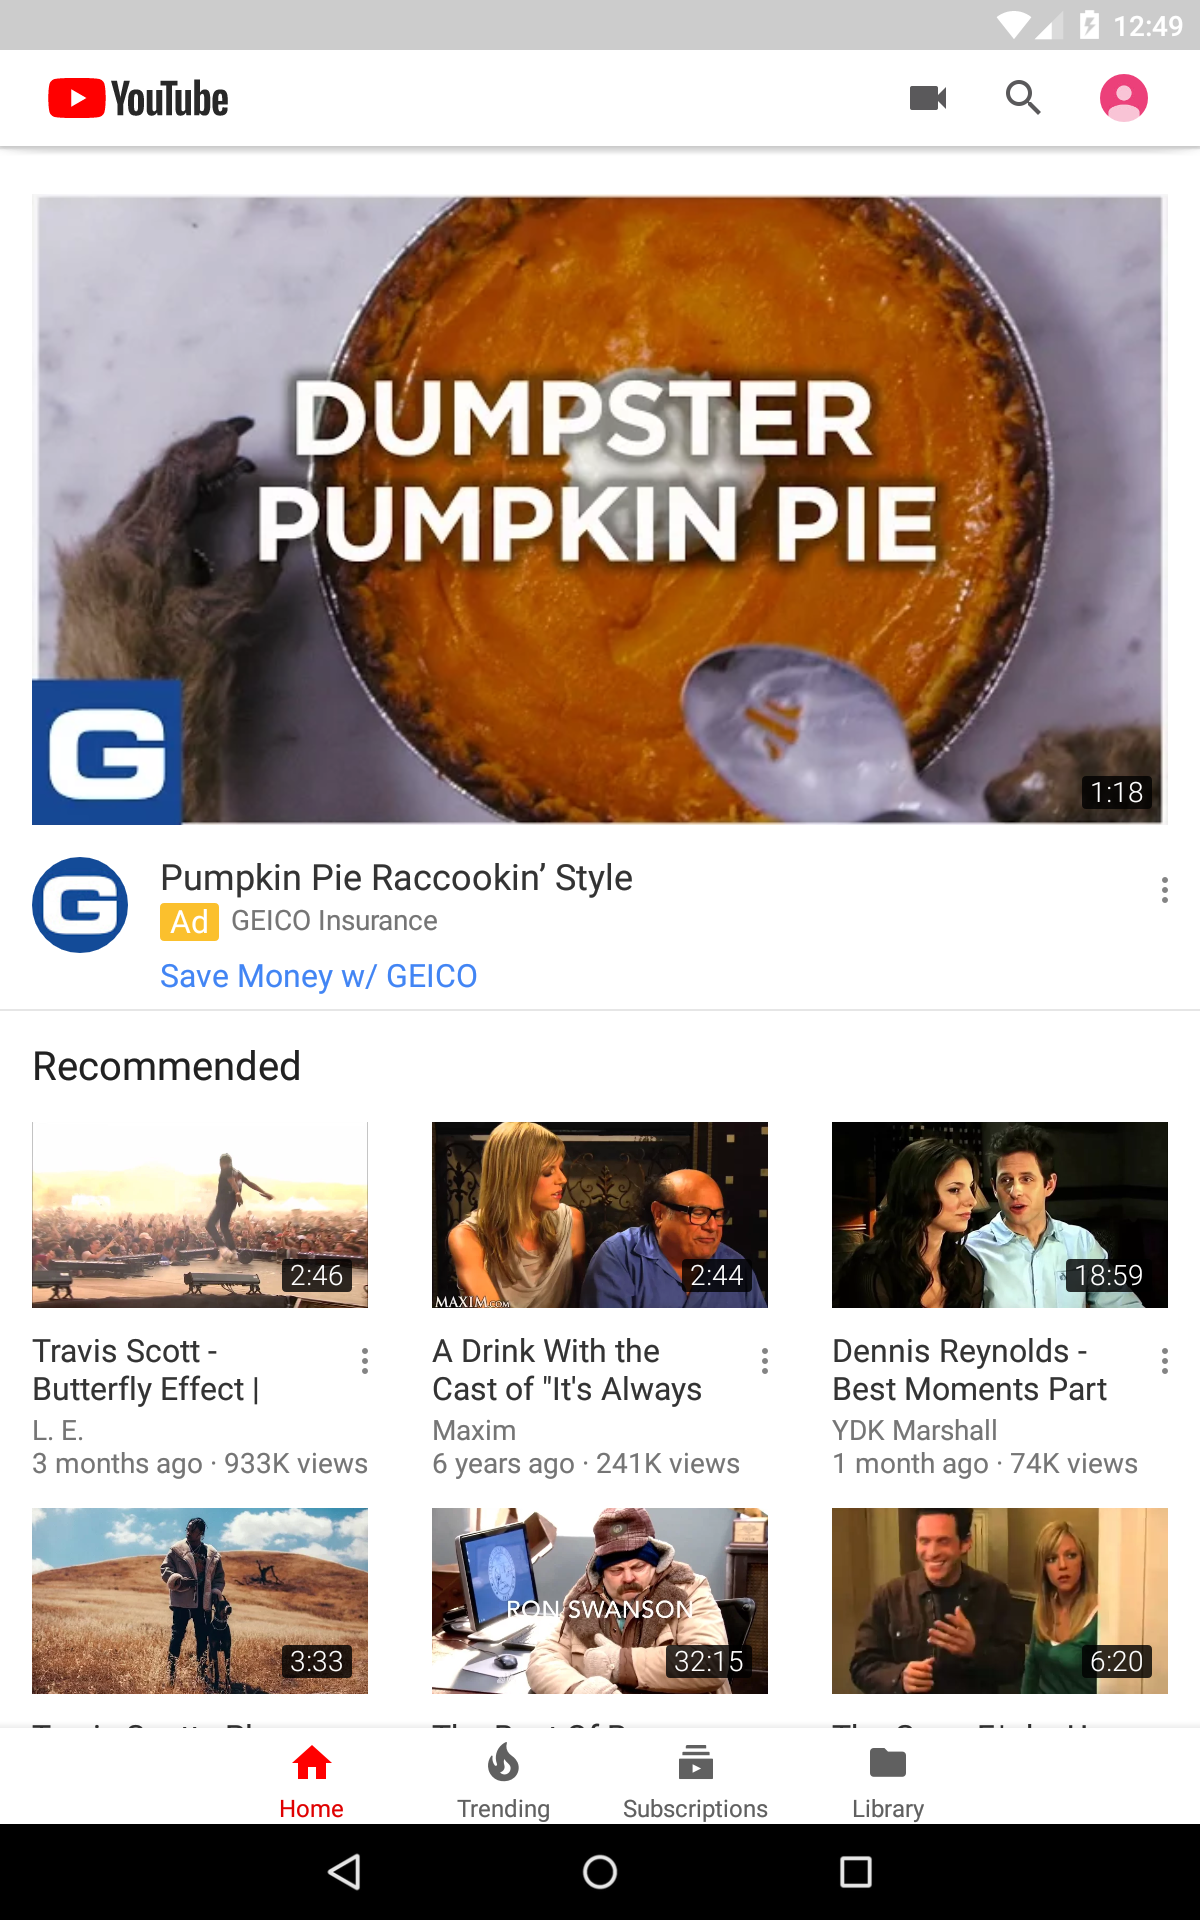 12:49
YouTube
DUMPSTER
PUMPKIN PIE
G
1:18
G
Pumpkin Pie Raccookin’ Style
Ad GEICO Insurance
Save Money w/ GEICO
Recommended
2:46
MAXIM.COM
2:44
18:59
Travis Scott -
Butterfly Effect |
L. E.
3 months ago · 933K views
A Drink With the
Cast of "It's Always
Maxim
6 years ago · 241K views
Dennis Reynolds -
Best Moments Part
YDK Marshall
1 month ago · 74K views
3:33
RON SWANSON
32:15
6:20
Home
Trending
Subscriptions
Library